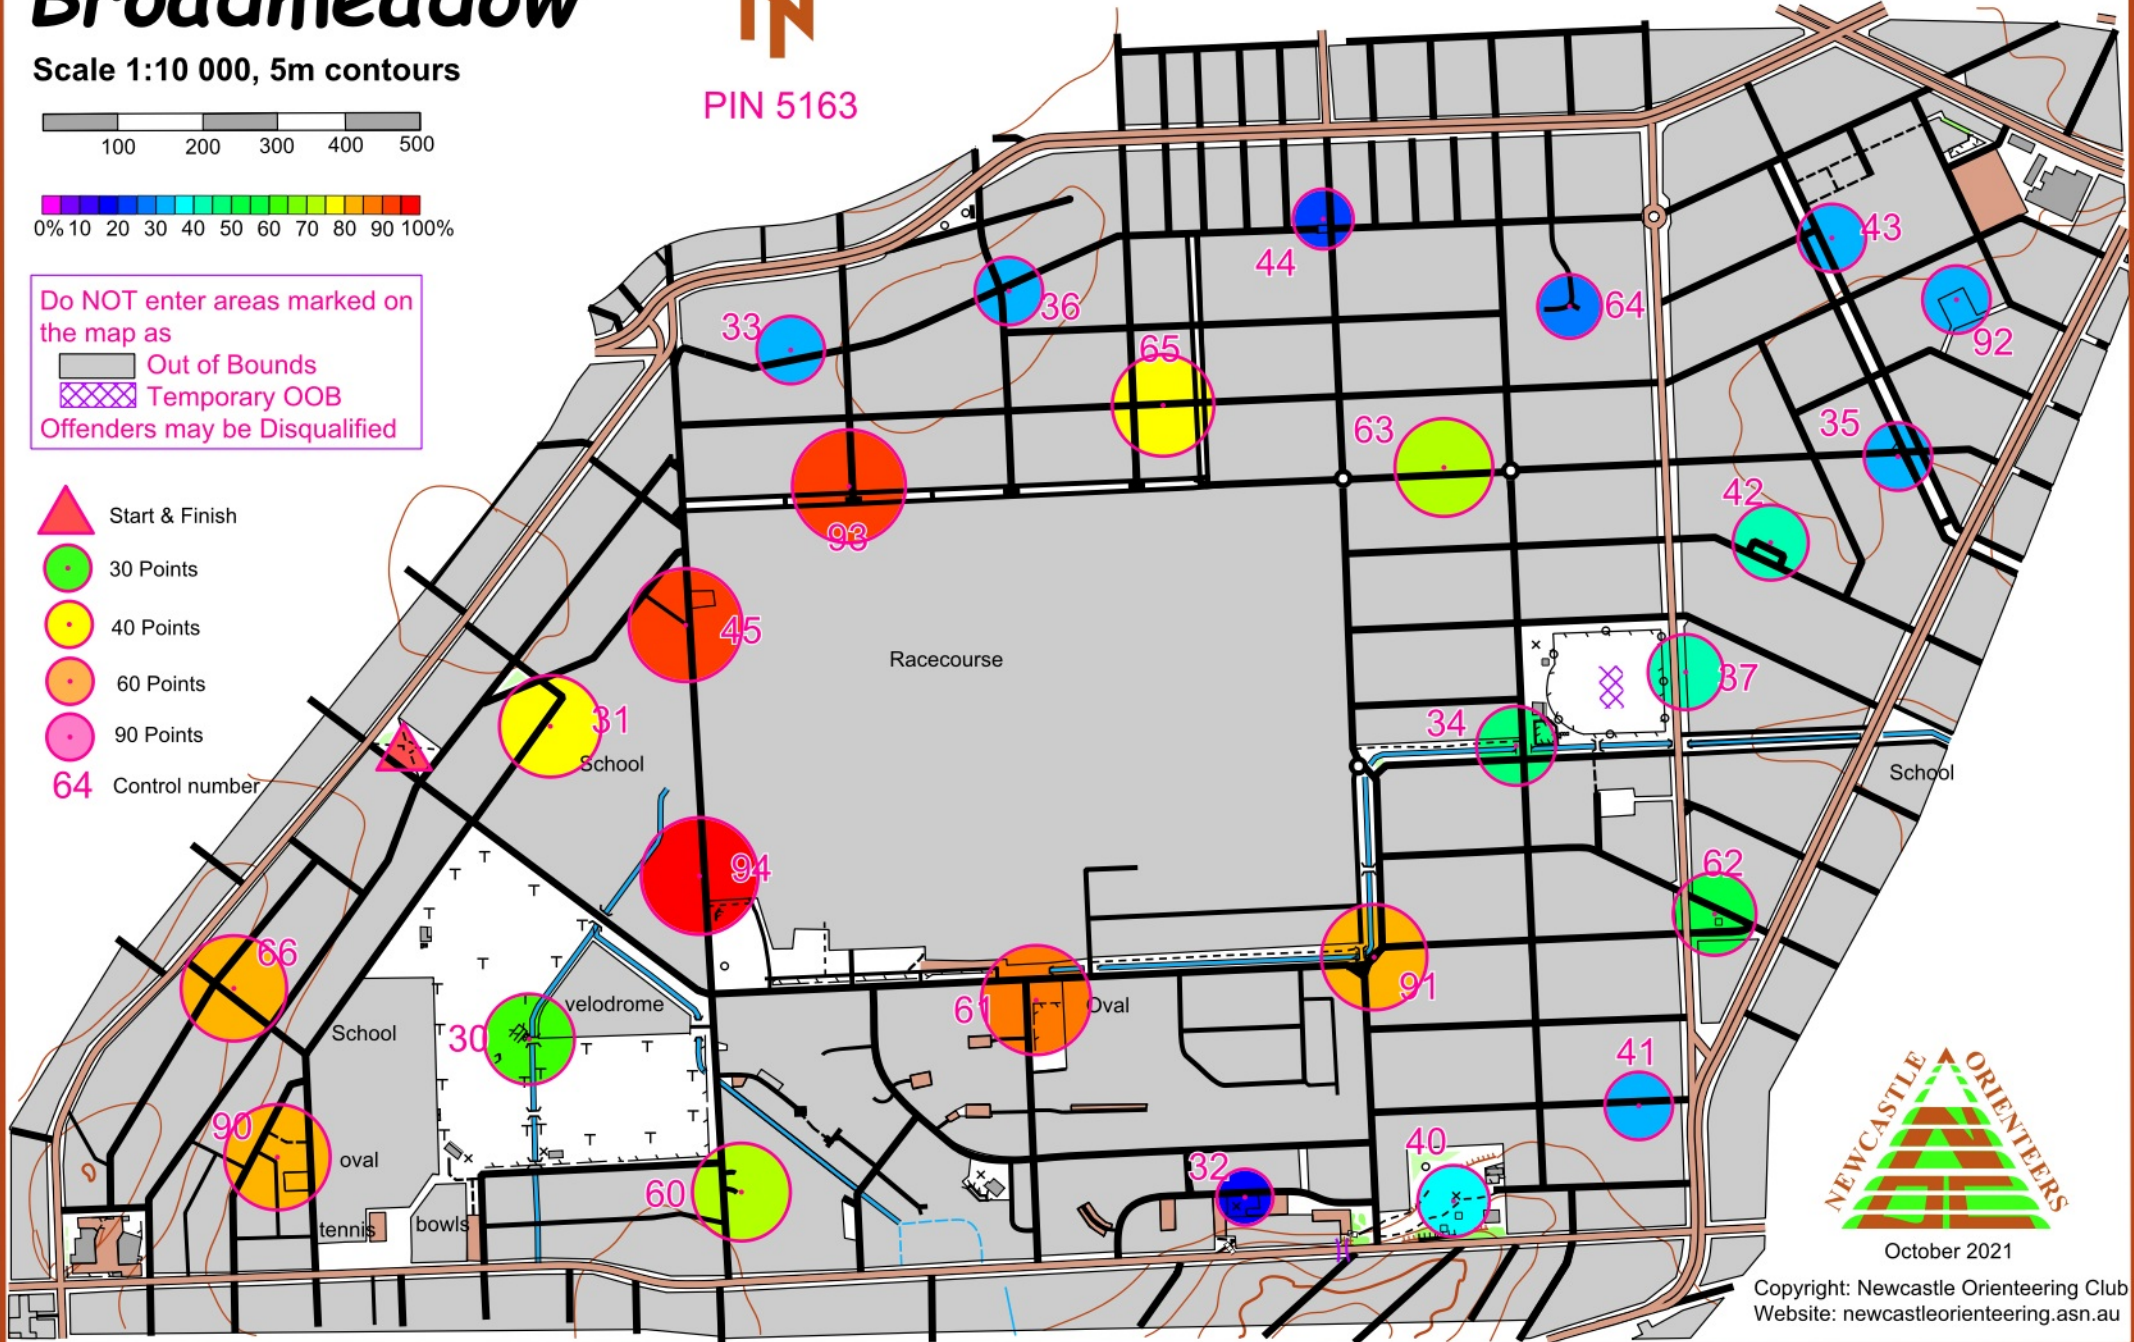 Broadmeadow
Scale 1:10 000, 5m contours
100 200 300 400 500
0% 10 20 30 40 50 60 70 80 90 100%
N
PIN 5163
Do NOT enter areas marked on
the map as
Out of Bounds
Temporary OOB
Offenders may be Disqualified
Start & Finish
30 Points
40 Points
60 Points
90 Points
64 Control number
44
43
36
64
33
92
65
63
35
42
93
45
Racecourse
37
31
34
School
School
94
62
66
velodrome
61
Oval
91
School
30
41
90
oval
40
32
60
tennis
bowls
NEWCASTLE ORIENTEERS
October 2021
Copyright: Newcastle Orienteering Club
Website: newcastleorienteering.asn.au